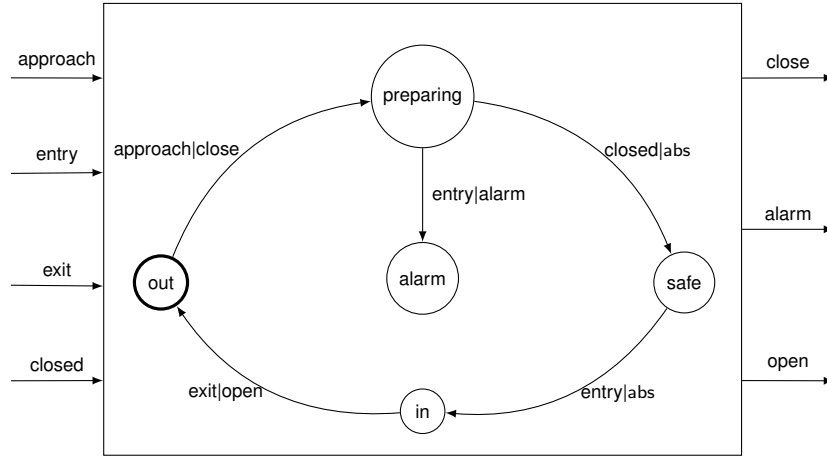 approach
close
preparing
approach|close
closed|abs
entry
entry|alarm
alarm
exit
out
alarm
safe
closed
open
exit|open
entry|abs
in